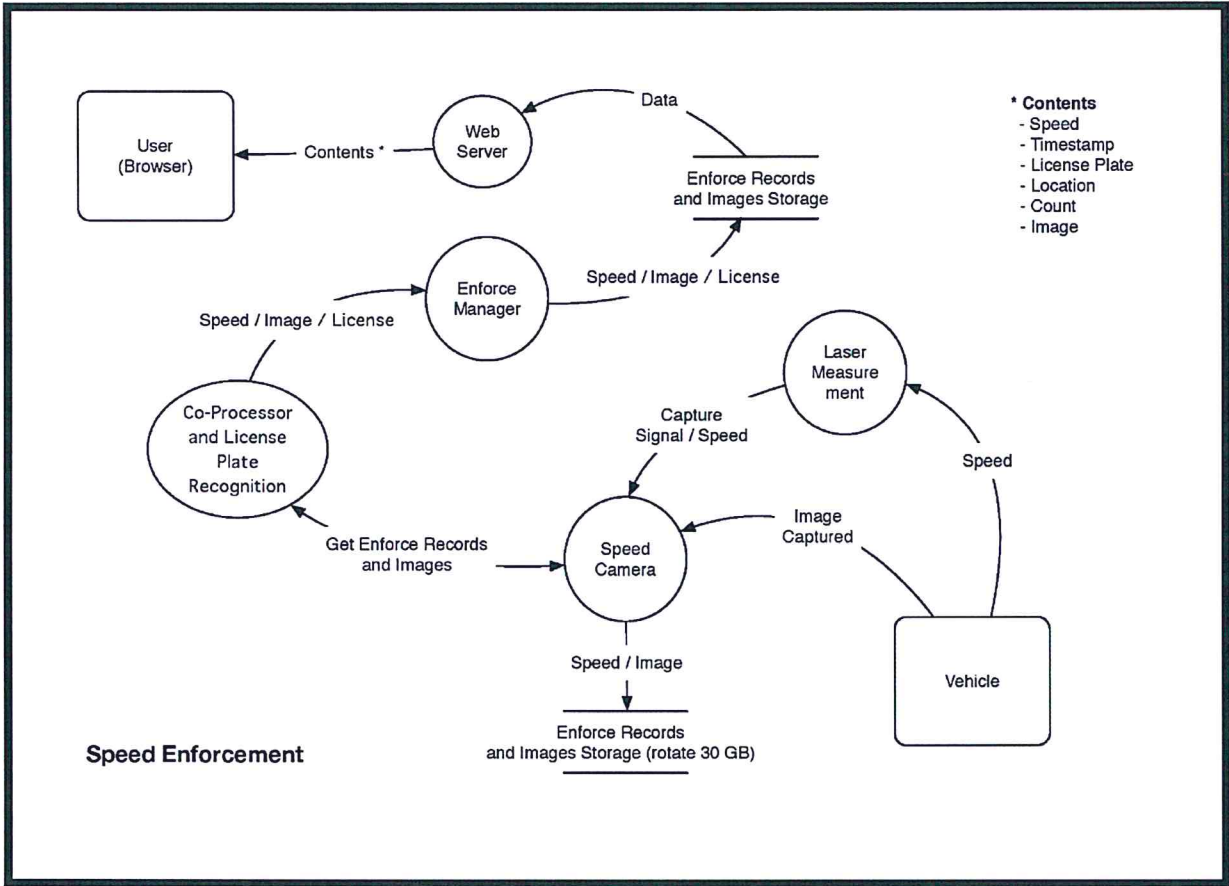 User
(Browser)
Contents *
Web
Server
Data
Enforce Records
and Images Storage
* Contents
- Speed
- Timestamp
- License Plate
- Location
- Count
- Image
Enforce
Manager
Speed / Image / License
Speed / Image / License
Laser
Measure
ment
Co-Processor
and License
Plate
Recognition
Capture
Signal / Speed
Speed
Image
Captured
Get Enforce Records
and Images
Speed
Camera
Speed / Image
Vehicle
Enforce Records
and Images Storage (rotate 30 GB)
Speed Enforcement